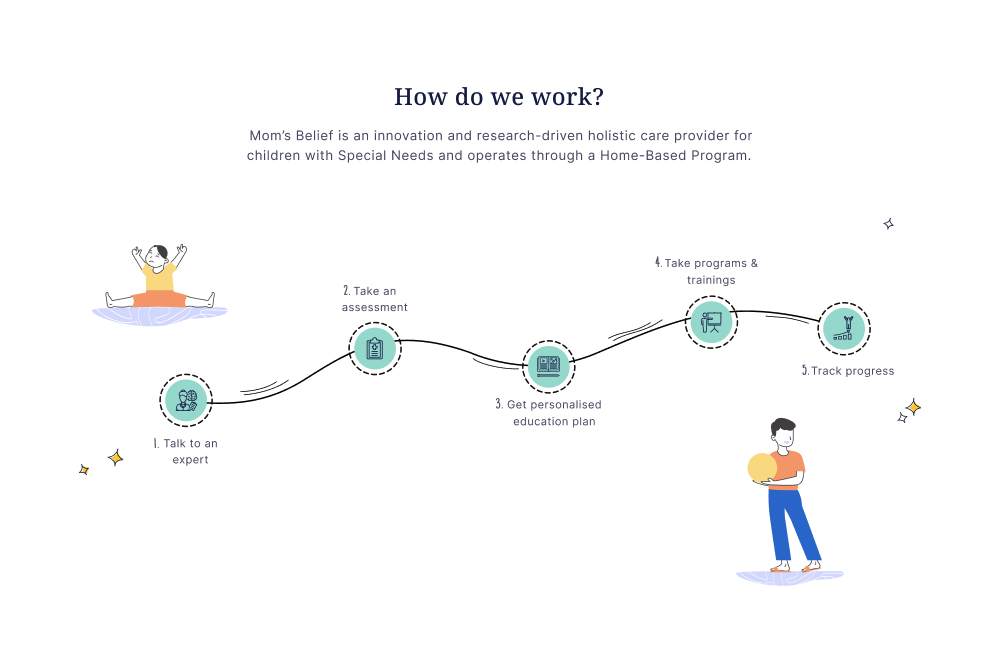 How do we work?
Mom's Belief is an innovation and research-driven holistic care provider for
children with Special Needs and operates through a Home-Based Program.
1. Talk to an
expert
2. Take an
assessment
3. Get personalised
education plan
4. Take programs &
trainings
5. Track progress